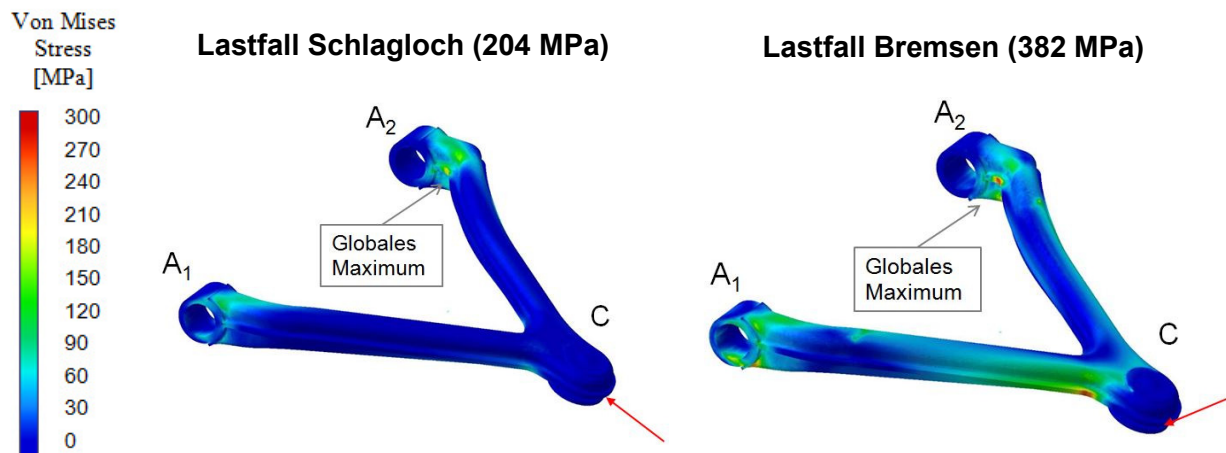 Von Mises
Stress
[MPa]
300
270
240
210
180
150
120
90
60
30
0
Lastfall Schlagloch (204 MPa)
A2
Globales
Maximum
A1
C
Lastfall Bremsen (382 MPa)
A2
Globales
Maximum
A1
C